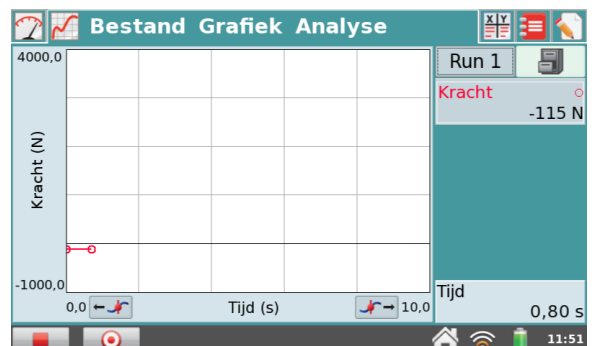 Bestand Grafiek Analyse
X Y
4000,0
Kracht (N)
-1000,0
0,0
Tijd (s)
10,0
Run 1
Kracht
-115 N
Tijd
0,80 s
11:51